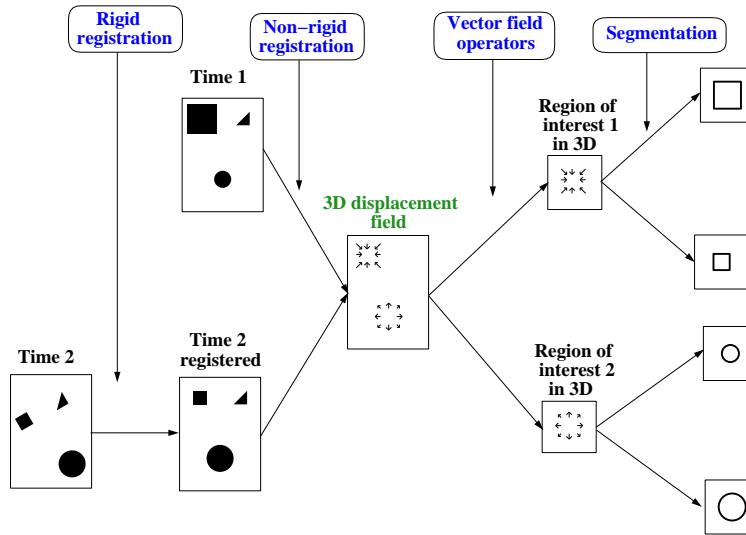 Rigid
registration
Non-rigid
registration
Vector field
operators
Segmentation
Time 1
Region of
interest 1
in 3D
3D displacement
field
Time 2
Time 2
registered
Region of
interest 2
in 3D